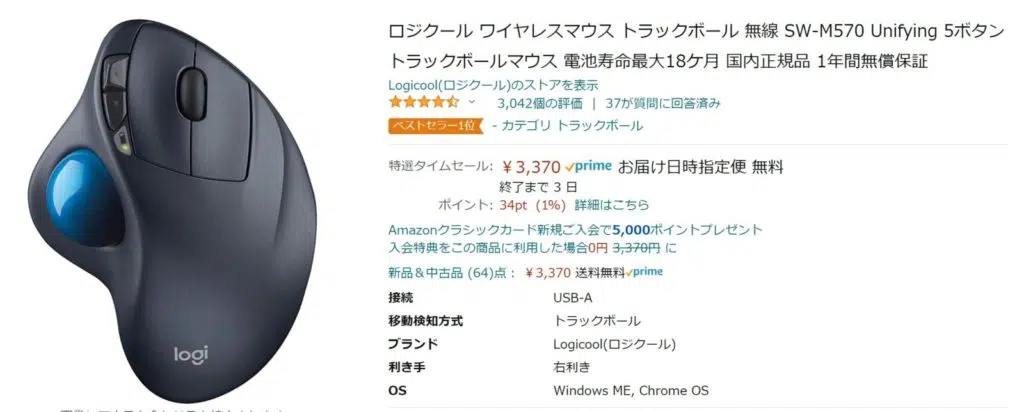 ロジクール ワイヤレスマウス トラックボール 無線 SW-M570 Unifying 5ボタン
トラックボールマウス 電池寿命最大18ケ月 国内正規品 1年間無償保証
Logicool(ロジクール)のストアを表示
3,042個の評価 | 37が質問に回答済み
ベストセラー1位 - カテゴリ トラックボール
特選タイムセール: ¥3,370 prime お届け日時指定便 無料
終了まで 3 日
ポイント: 34pt (1%) 詳細はこちら
Amazonクラシックカード新規ご入会で5,000ポイントプレゼント
入会特典をこの商品に利用した場合0円 3,370円 に
新品&中古品 (64)点: ¥3,370 送料無料 prime
接続 USB-A
移動検知方式 トラックボール
ブランド Logicool(ロジクール)
利き手 右利き
OS Windows ME, Chrome OS
logi